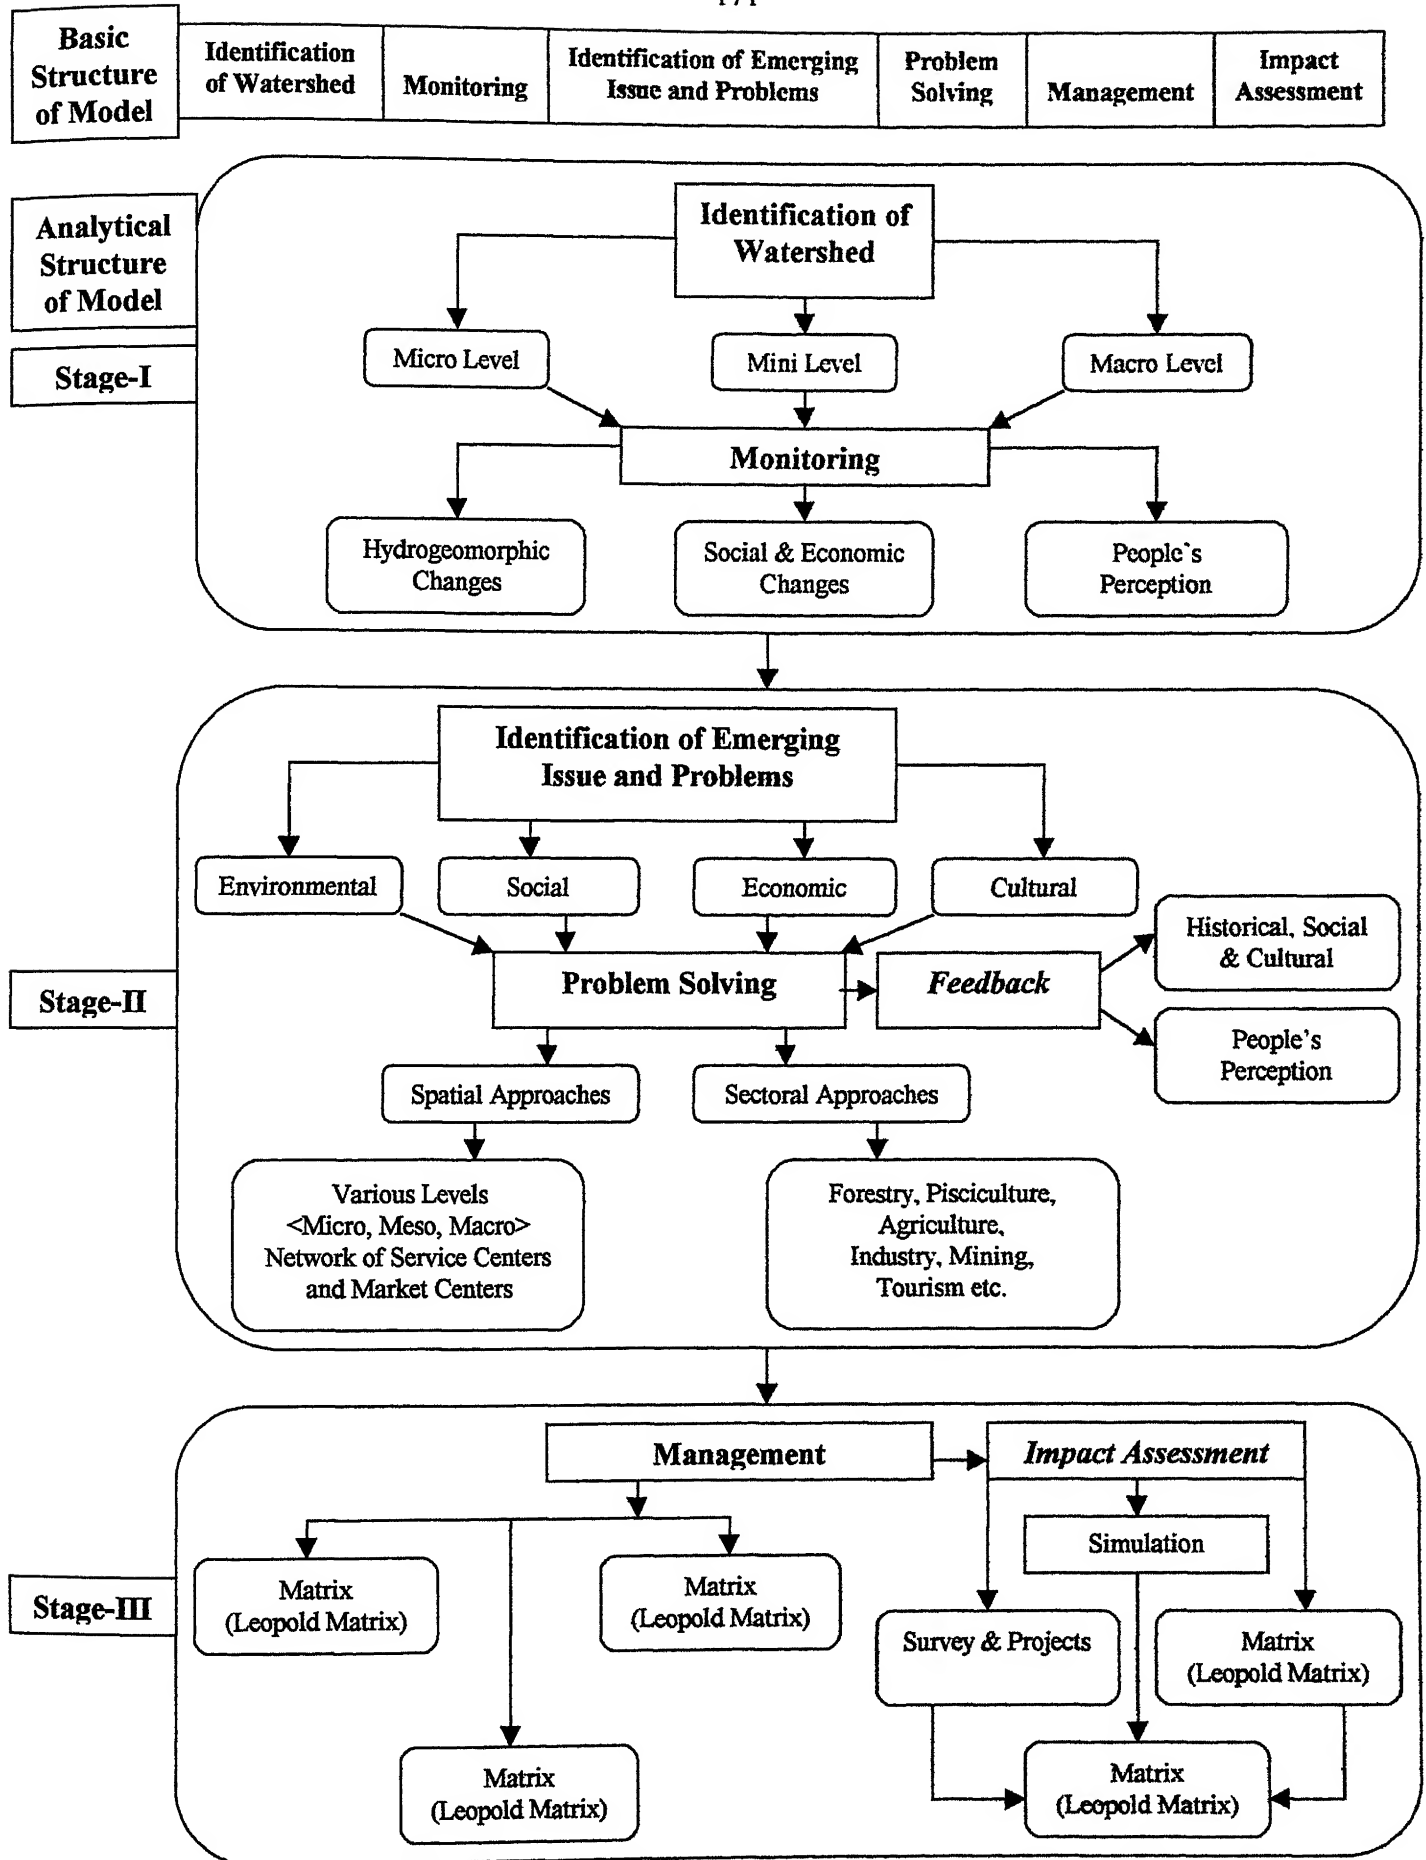 Basic
Structure
of Model
Identification
of Watershed
Monitoring
Identification of Emerging
Issue and Problems
Problem
Solving
Management
Impact
Assessment
Analytical
Structure
of Model
Stage-I
Identification of
Watershed
Micro Level
Mini Level
Macro Level
Monitoring
Hydrogeomorphic
Changes
Social & Economic
Changes
People`s
Perception
Identification of Emerging
Issue and Problems
Environmental
Social
Economic
Cultural
Stage-II
Problem Solving
Feedback
Historical, Social
& Cultural
People's
Perception
Spatial Approaches
Sectoral Approaches
Various Levels
<Micro, Meso, Macro>
Network of Service Centers
and Market Centers
Forestry, Pisciculture,
Agriculture,
Industry, Mining,
Tourism etc.
Stage-III
Management
Impact Assessment
Simulation
Matrix
(Leopold Matrix)
Matrix
(Leopold Matrix)
Survey & Projects
Matrix
(Leopold Matrix)
Matrix
(Leopold Matrix)
Matrix
(Leopold Matrix)